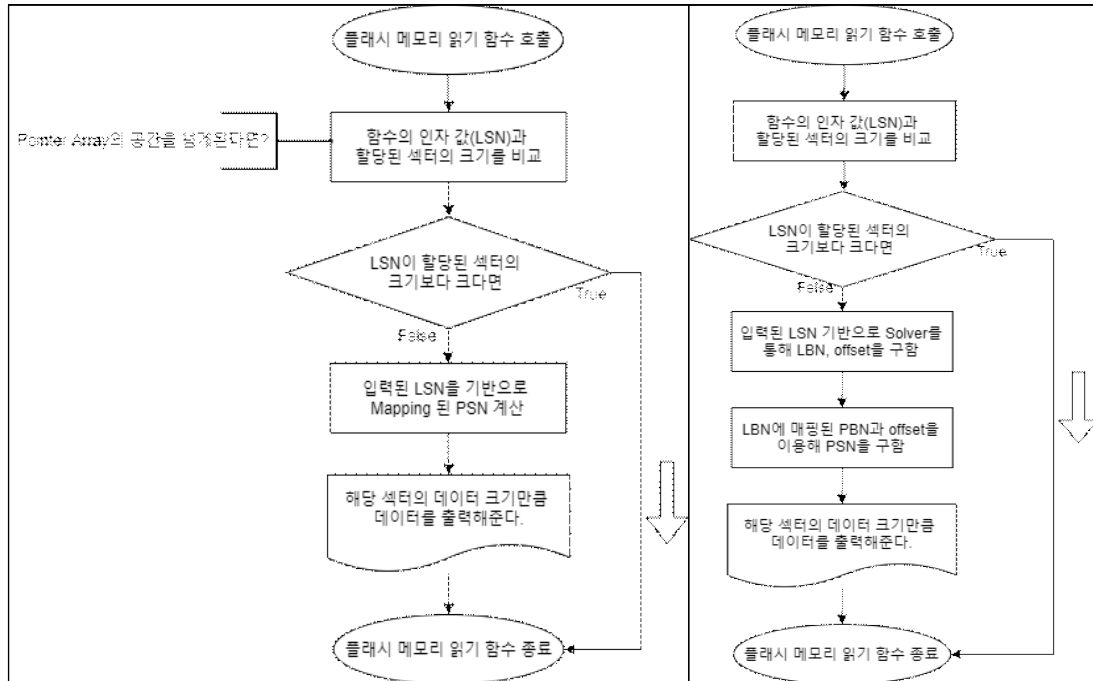 플래시 메모리 읽기 함수 호출
Pointer Array의 공간을 넘게된다면?
함수의 인자 값(LSN)과
할당된 섹터의 크기를 비교
LSN이 할당된 섹터의
크기보다 크다면
True
False
입력된 LSN을 기반으로
Mapping 된 PSN 계산
해당 섹터의 데이터 크기만큼
데이터를 출력해준다.
플래시 메모리 읽기 함수 종료
플래시 메모리 읽기 함수 호출
함수의 인자 값(LSN)과
할당된 섹터의 크기를 비교
LSN이 할당된 섹터의
크기보다 크다면
True
False
입력된 LSN 기반으로 Solver를
통해 LBN, offset을 구함
LBN에 매핑된 PBN과 offset을
이용해 PSN을 구함
해당 섹터의 데이터 크기만큼
데이터를 출력해준다.
플래시 메모리 읽기 함수 종료